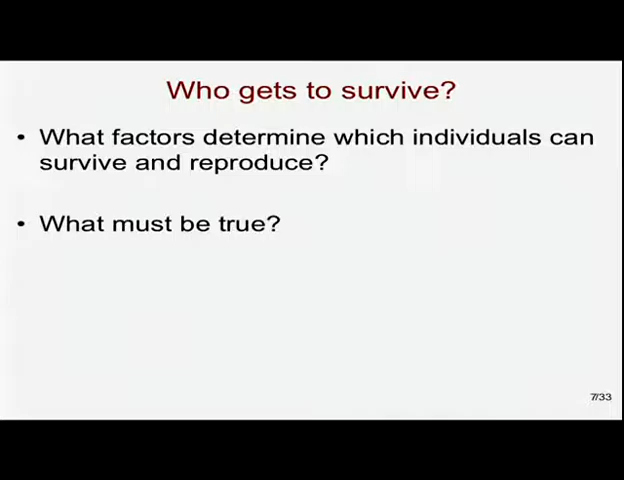 Who gets to survive?
• What factors determine which individuals can
survive and reproduce?
• What must be true?
7/33